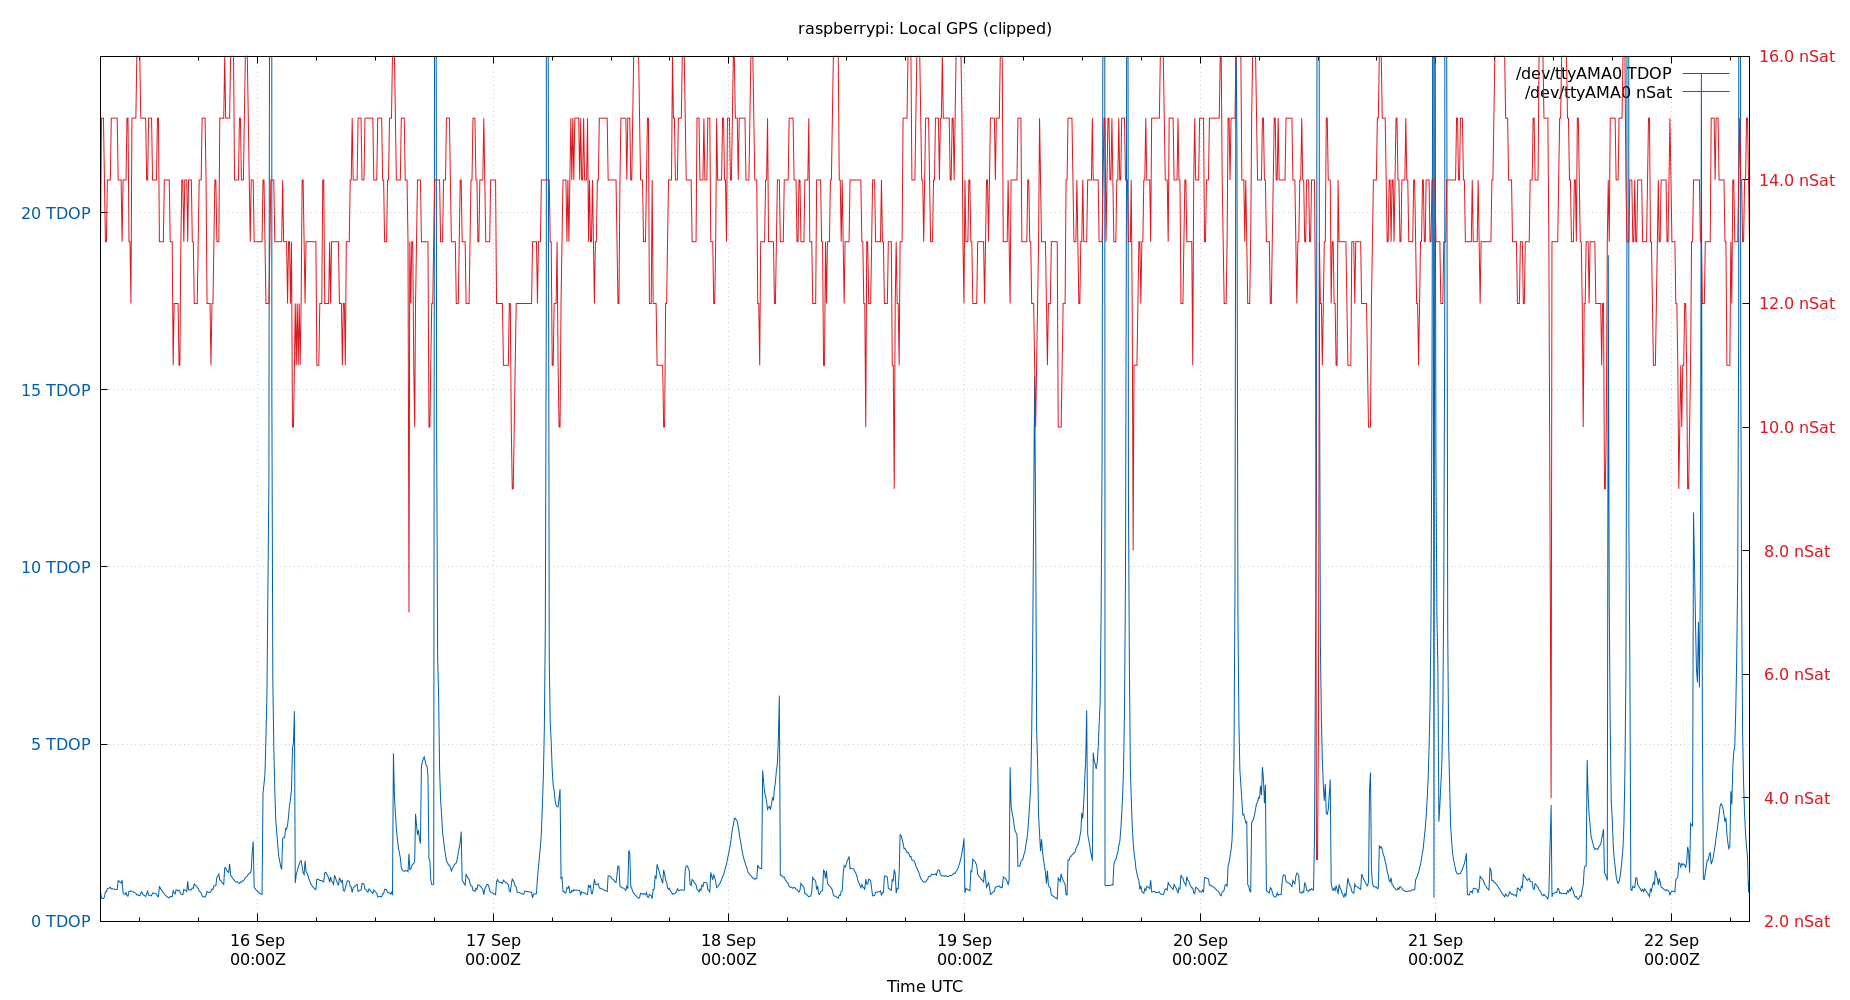 raspberrypi: Local GPS (clipped)
16.0 nSat
/dev/ttyAMA0 TDOP
/dev/ttyAMA0 nSat
14.0 nSat
20 TDOP
12.0 nSat
15 TDOP
10.0 nSat
10 TDOP
8.0 nSat
6.0 nSat
5 TDOP
4.0 nSat
0 TDOP
2.0 nSat
16 Sep 17 Sep 18 Sep 19 Sep 20 Sep 21 Sep 22 Sep
00:00Z 00:00Z 00:00Z 00:00Z 00:00Z 00:00Z 00:00Z
Time UTC